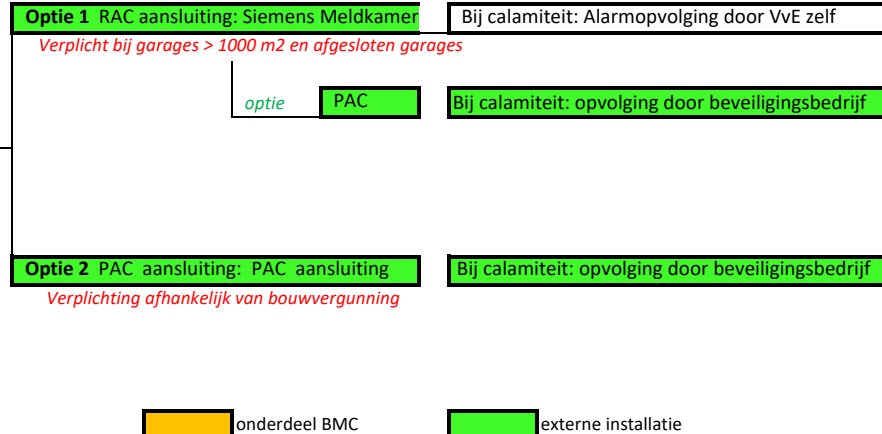 Optie 1 RAC aansluiting: Siemens Meldkamer
Bij calamiteit: Alarmopvolging door VvE zelf
Verplicht bij garages > 1000 m2 en afgesloten garages
optie
PAC
Bij calamiteit: opvolging door beveiligingsbedrijf
Optie 2 PAC aansluiting: PAC aansluiting
Bij calamiteit: opvolging door beveiligingsbedrijf
Verplichting afhankelijk van bouwvergunning
onderdeel BMC
externe installatie